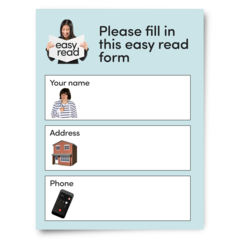 easy
read
Please fill in
this easy read
form
Your name
Address
Phone